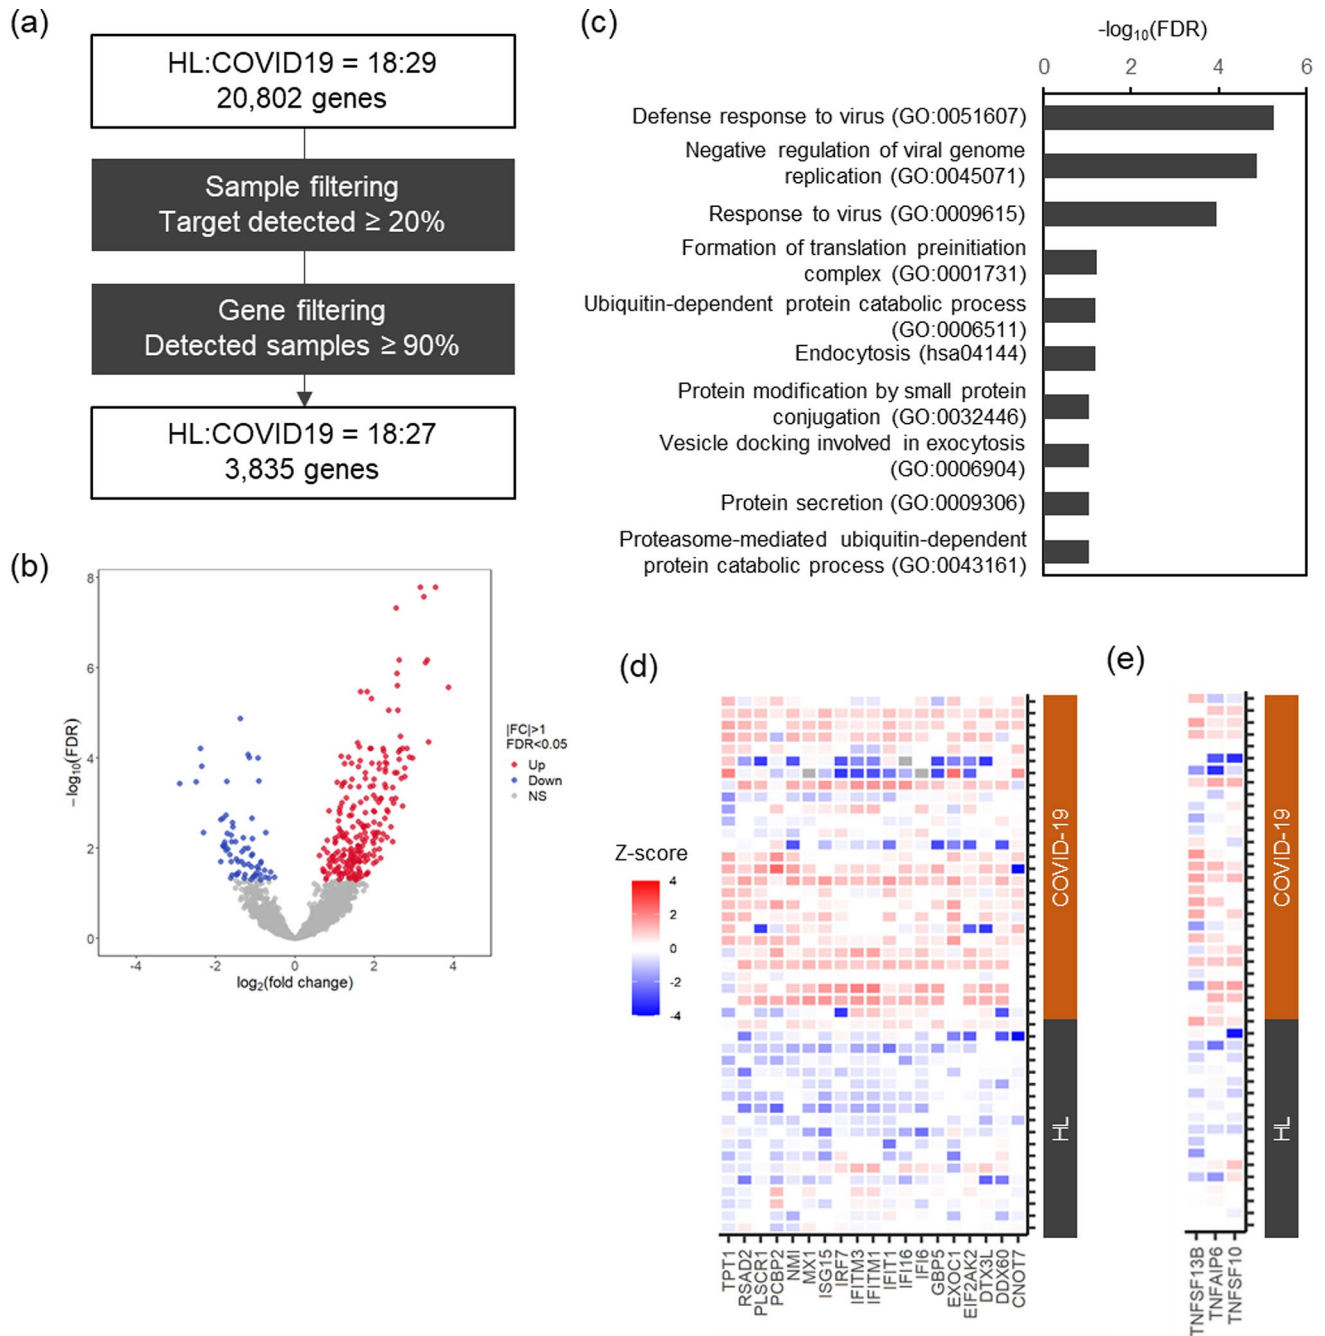 (a)
HL:COVID19 = 18:29
20,802 genes
Sample filtering
Target detected ≥ 20%
Gene filtering
Detected samples ≥ 90%
HL:COVID19 = 18:27
3,835 genes
(b)
8
6
4
2
0
-4
-2
0
2
4
−log10(FDR)
log2(fold change)
|FC|>1
FDR<0.05
Up
Down
NS
(c)
-log10(FDR)
0
2
4
6
Defense response to virus (GO:0051607)
Negative regulation of viral genome
replication (GO:0045071)
Response to virus (GO:0009615)
Formation of translation preinitiation
complex (GO:0001731)
Ubiquitin-dependent protein catabolic process
(GO:0006511)
Endocytosis (hsa04144)
Protein modification by small protein
conjugation (GO:0032446)
Vesicle docking involved in exocytosis
(GO:0006904)
Protein secretion (GO:0009306)
Proteasome-mediated ubiquitin-dependent
protein catabolic process (GO:0043161)
(d)
Z-score
4
2
0
-2
-4
COVID-19
HL
TPT1
RSAD2
PLSCR1
PCBP2
NMI
MX1
ISG15
IRF7
IFITM3
IFITM1
IFIT1
IFI16
IFI6
GBP5
EXOC1
EIF2AK2
DTX3L
DDX60
CNOT7
(e)
COVID-19
HL
TNFSF13B
TNFAIP6
TNFSF10